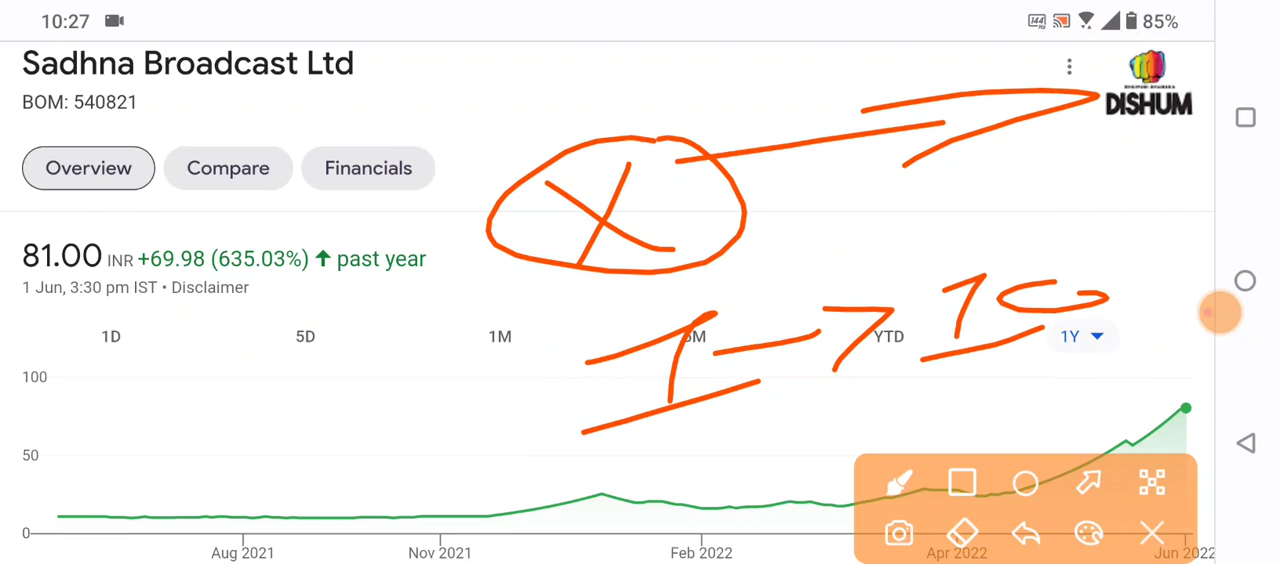 10:27 85%
Sadhna Broadcast Ltd
BOM: 540821
DISHUM
Overview Compare Financials
81.00 INR +69.98 (635.03%) ↑ past year
1 Jun, 3:30 pm IST • Disclaimer
1 → 10
1D 5D 1M YTD 1Y
100
50
0
Aug 2021 Nov 2021 Feb 2022 Apr 2022 Jun 2022